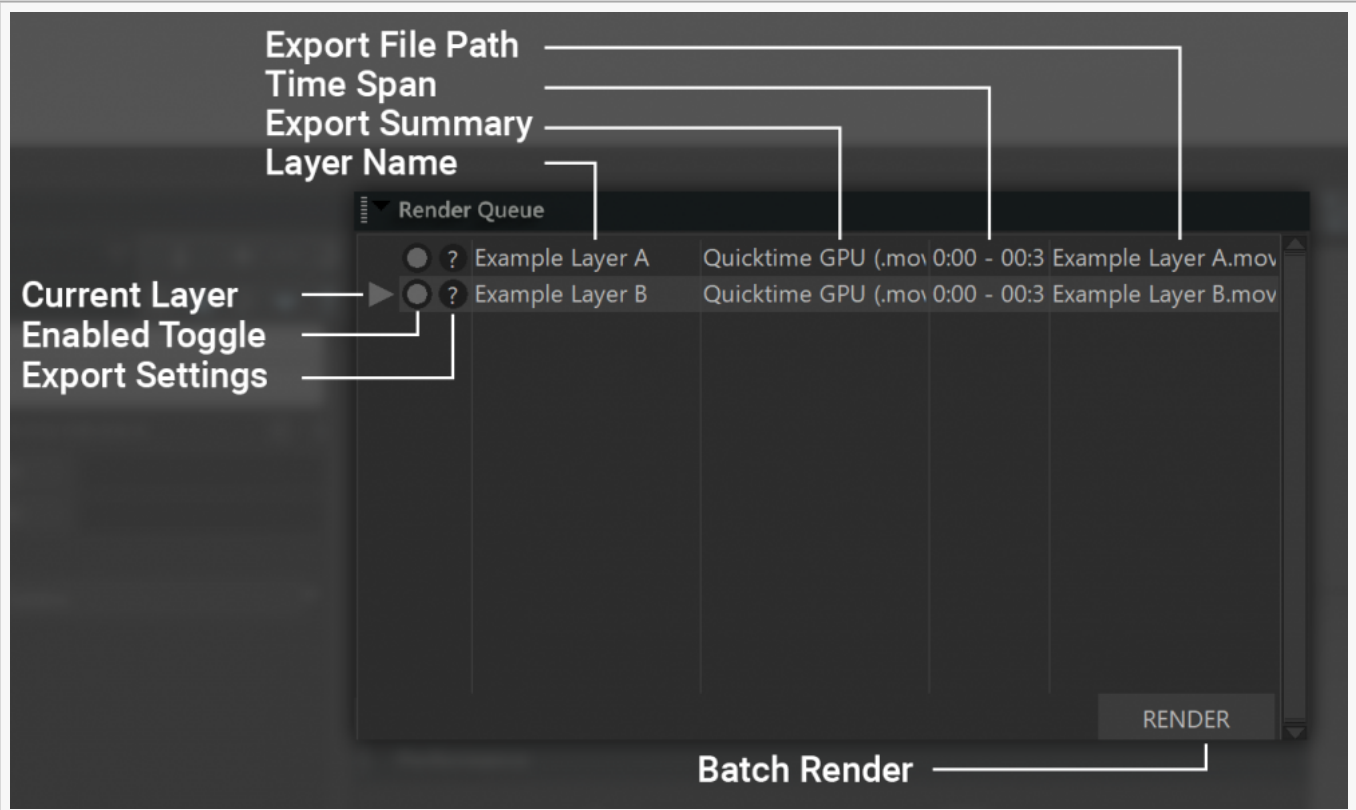 Export File Path
Time Span
Export Summary
Layer Name
Render Queue
? Example Layer A Quicktime GPU (.mov 0:00 - 00:3 Example Layer A.mov
Current Layer
? Example Layer B Quicktime GPU (.mov 0:00 - 00:3 Example Layer B.mov
Enabled Toggle
Export Settings
RENDER
Batch Render